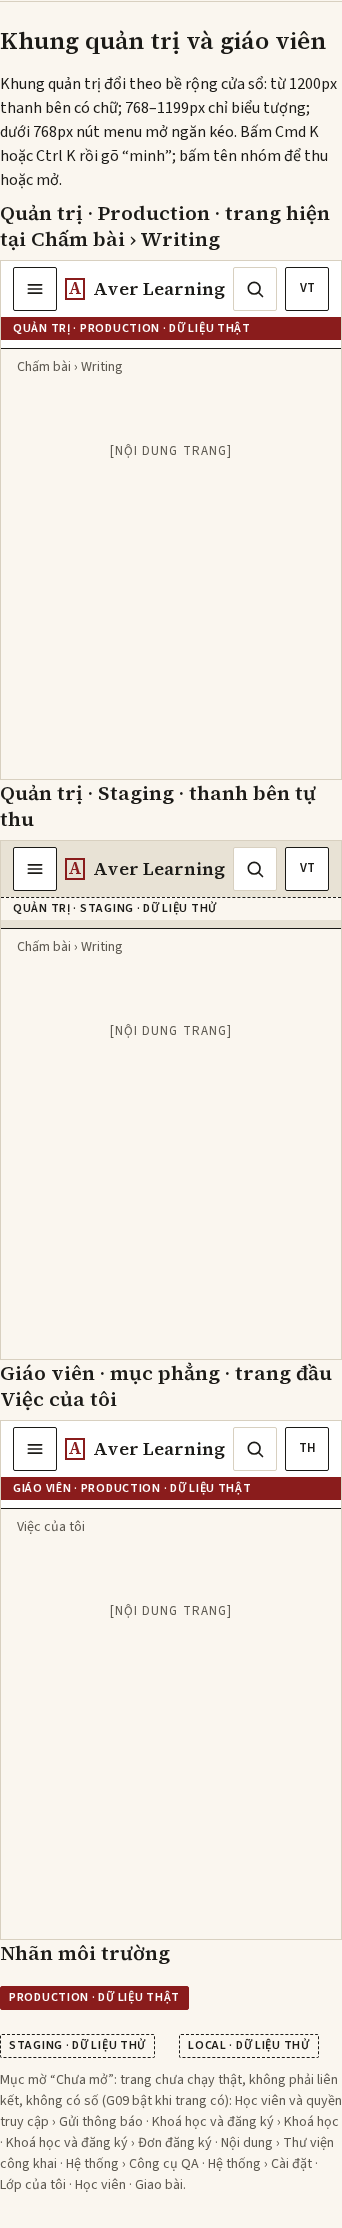 Khung quản trị và giáo viên
Khung quản trị đổi theo bề rộng cửa sổ: từ 1200px
thanh bên có chữ; 768–1199px chỉ biểu tượng;
dưới 768px nút menu mở ngăn kéo. Bấm Cmd K
hoặc Ctrl K rồi gõ “minh”; bấm tên nhóm để thu
hoặc mở.
Quản trị · Production · trang hiện
tại Chấm bài › Writing
A Aver Learning VT
QUẢN TRỊ · PRODUCTION · DỮ LIỆU THẬT
Chấm bài › Writing
[NỘI DUNG TRANG]
Quản trị · Staging · thanh bên tự
thu
A Aver Learning VT
QUẢN TRỊ · STAGING · DỮ LIỆU THỬ
Chấm bài › Writing
[NỘI DUNG TRANG]
Giáo viên · mục phẳng · trang đầu
Việc của tôi
A Aver Learning TH
GIÁO VIÊN · PRODUCTION · DỮ LIỆU THẬT
Việc của tôi
[NỘI DUNG TRANG]
Nhãn môi trường
PRODUCTION · DỮ LIỆU THẬT
STAGING · DỮ LIỆU THỬ LOCAL · DỮ LIỆU THỬ
Mục mờ “Chưa mở”: trang chưa chạy thật, không phải liên
kết, không có số (G09 bật khi trang có): Học viên và quyền
truy cập › Gửi thông báo · Khoá học và đăng ký › Khoá học
· Khoá học và đăng ký › Đơn đăng ký · Nội dung › Thư viện
công khai · Hệ thống › Công cụ QA · Hệ thống › Cài đặt ·
Lớp của tôi · Học viên · Giao bài.